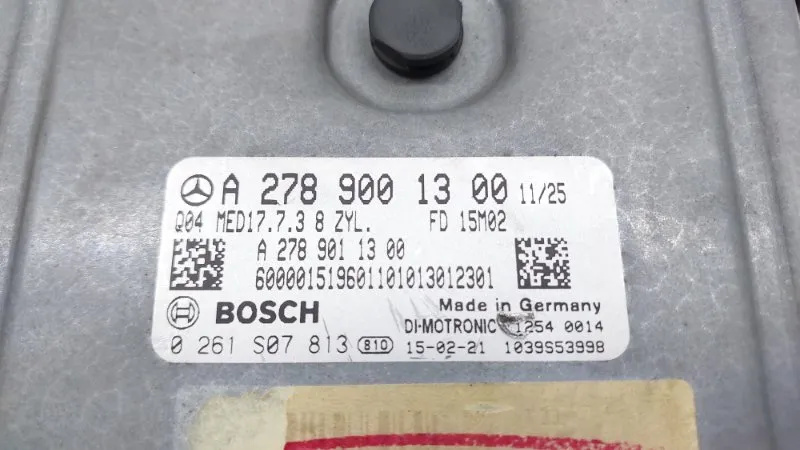 A 278 900 13 00 11/25
Q04 MED17.7.3 8 ZYL. FD 15M02
A 278 901 13 00
600001519601101013012301
BOSCH Made in Germany
DI-MOTRONIC 1254 0014
0 261 S07 813 810 15-02-21 1039S53998